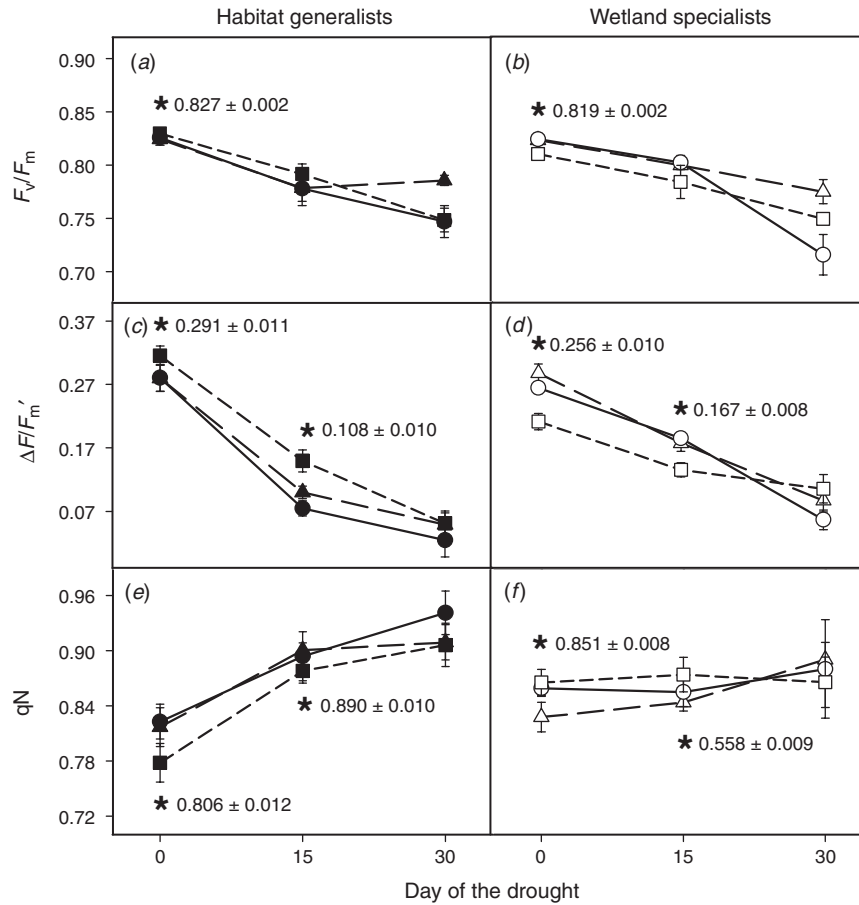 Habitat generalists
Wetland specialists
Fv/Fm
0.90
0.85
0.80
0.75
0.70
(a)
★ 0.827 ± 0.002
(b)
★ 0.819 ± 0.002
ΔF/Fm′
0.37
0.27
0.17
0.07
(c)
★ 0.291 ± 0.011
★ 0.108 ± 0.010
(d)
★ 0.256 ± 0.010
★ 0.167 ± 0.008
qN
0.96
0.90
0.84
0.78
0.72
(e)
★ 0.890 ± 0.010
★ 0.806 ± 0.012
(f)
★ 0.851 ± 0.008
★ 0.558 ± 0.009
0 15 30
0 15 30
Day of the drought